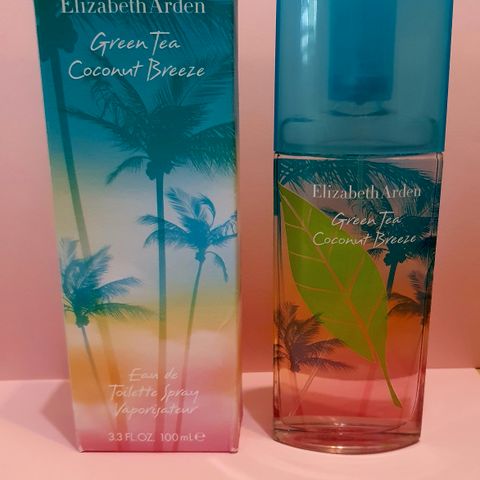 Elizabeth Arden
Green Tea
Coconut Breeze
Eau de
Toilette Spray
Vaporisateur
3.3 FL.OZ. 100 mL e
Elizabeth Arden
Green Tea
Coconut Breeze